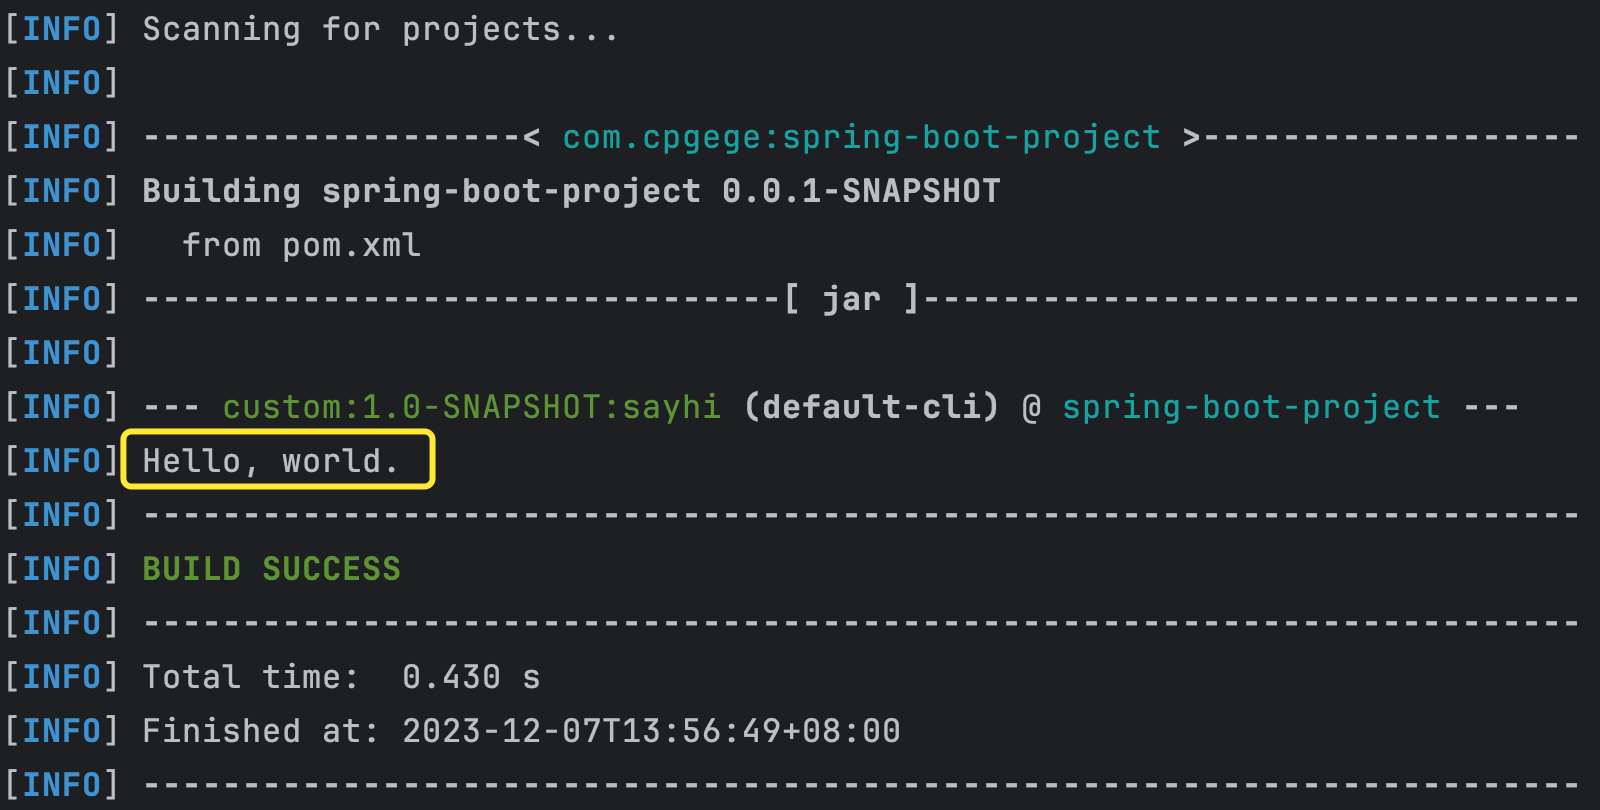 [INFO] Scanning for projects...
[INFO]
[INFO] -------------------< com.cpgege:spring-boot-project >-------------------
[INFO] Building spring-boot-project 0.0.1-SNAPSHOT
[INFO]   from pom.xml
[INFO] --------------------------------[ jar ]---------------------------------
[INFO]
[INFO] --- custom:1.0-SNAPSHOT:sayhi (default-cli) @ spring-boot-project ---
[INFO] Hello, world.
[INFO] ------------------------------------------------------------------------
[INFO] BUILD SUCCESS
[INFO] ------------------------------------------------------------------------
[INFO] Total time:  0.430 s
[INFO] Finished at: 2023-12-07T13:56:49+08:00
[INFO] ------------------------------------------------------------------------